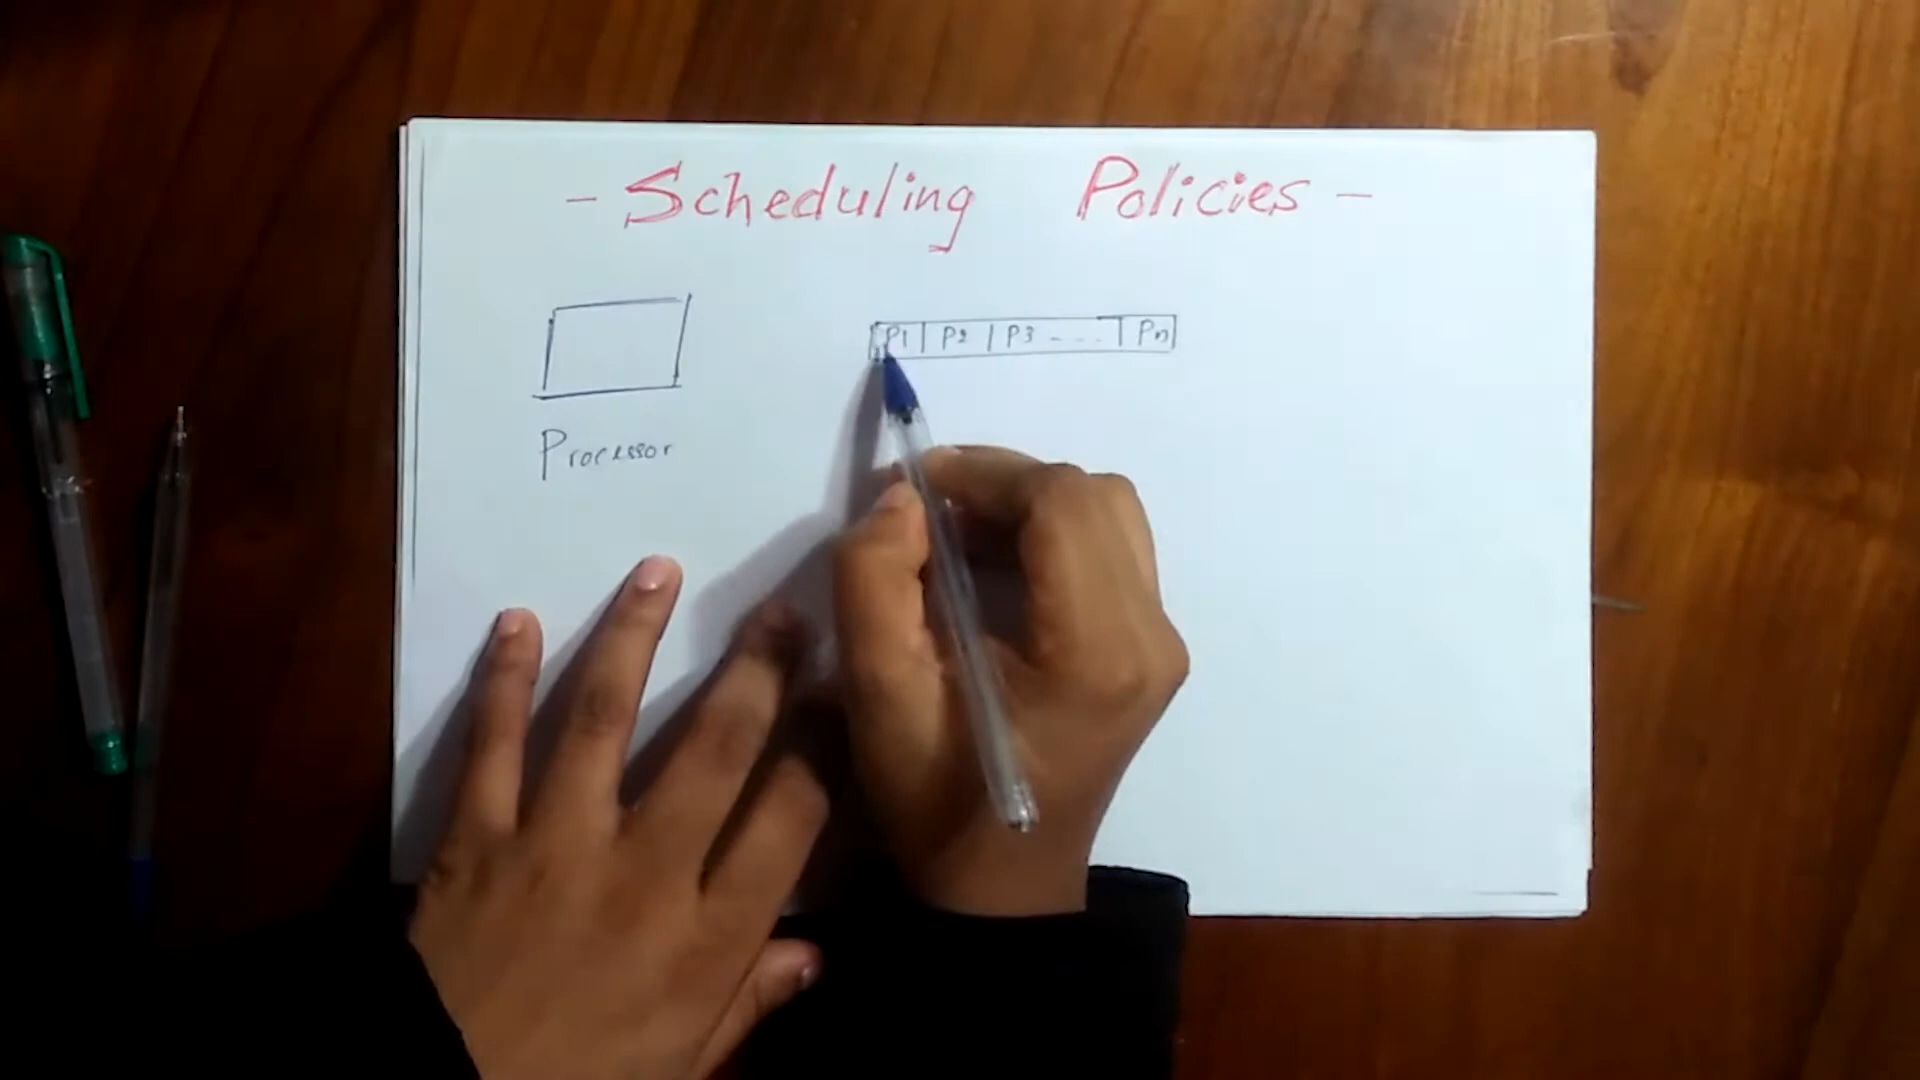 - Scheduling Policies -
P1 P2 P3 - - . . Pn
Processor